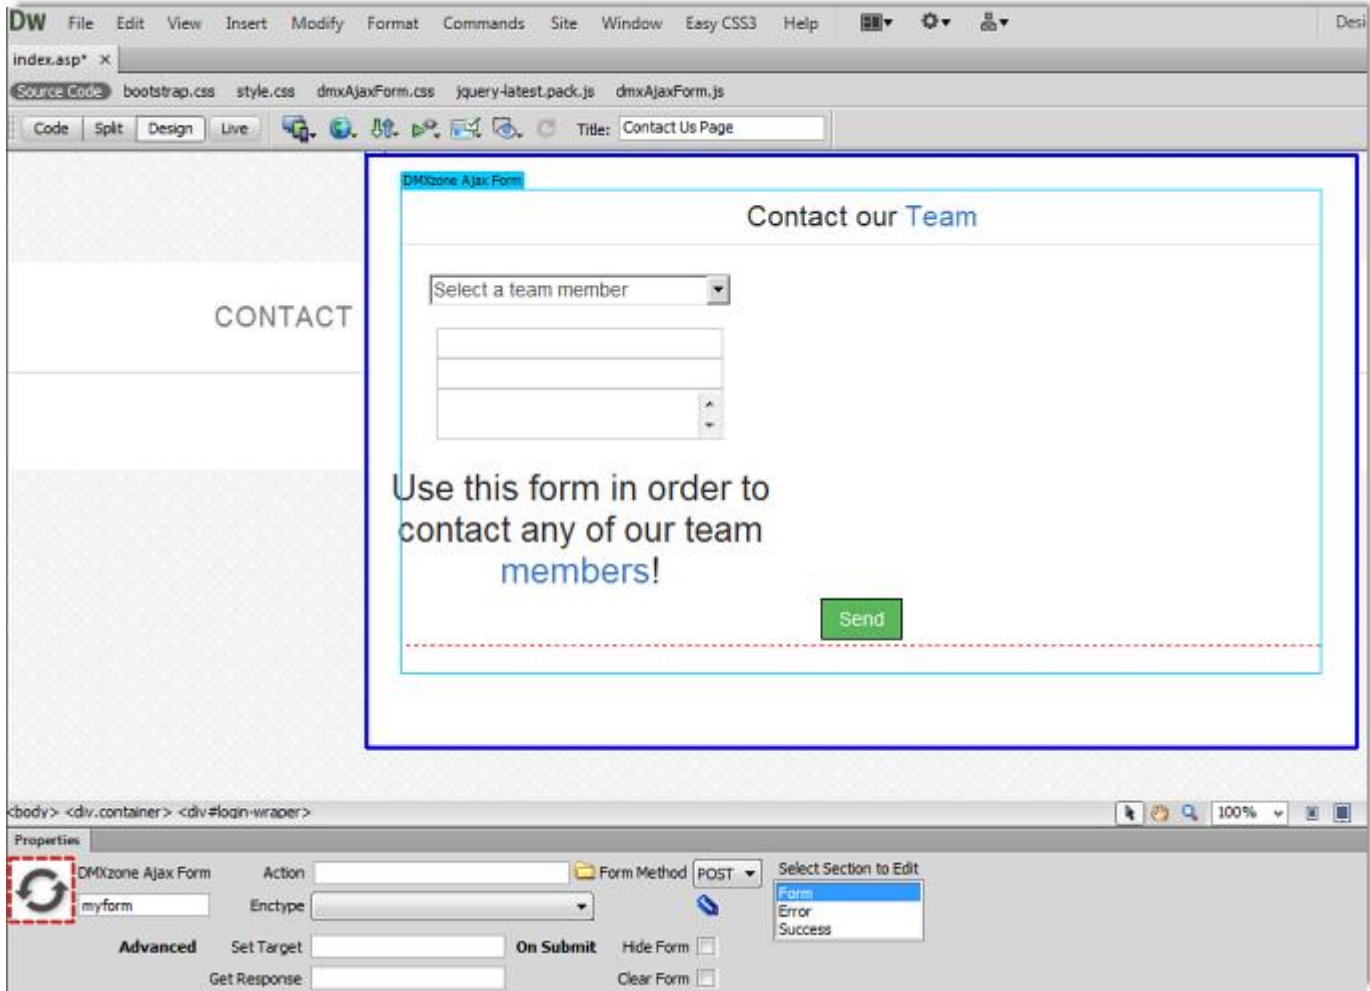 DW File Edit View Insert Modify Format Commands Site Window Easy CSS3 Help Desi
index.asp* ×
Source Code bootstrap.css style.css dmxAjaxForm.css jquery-latest.pack.js dmxAjaxForm.js
Code Split Design Live Title: Contact Us Page
DMXzone Ajax Form
Contact our Team
Select a team member
CONTACT
Use this form in order to
contact any of our team
members!
Send
<body> <div.container> <div#login-wraper> 100%
Properties
DMXzone Ajax Form Action Form Method POST Select Section to Edit
myform Enctype Form
Error
Success
Advanced Set Target On Submit Hide Form
Get Response Clear Form